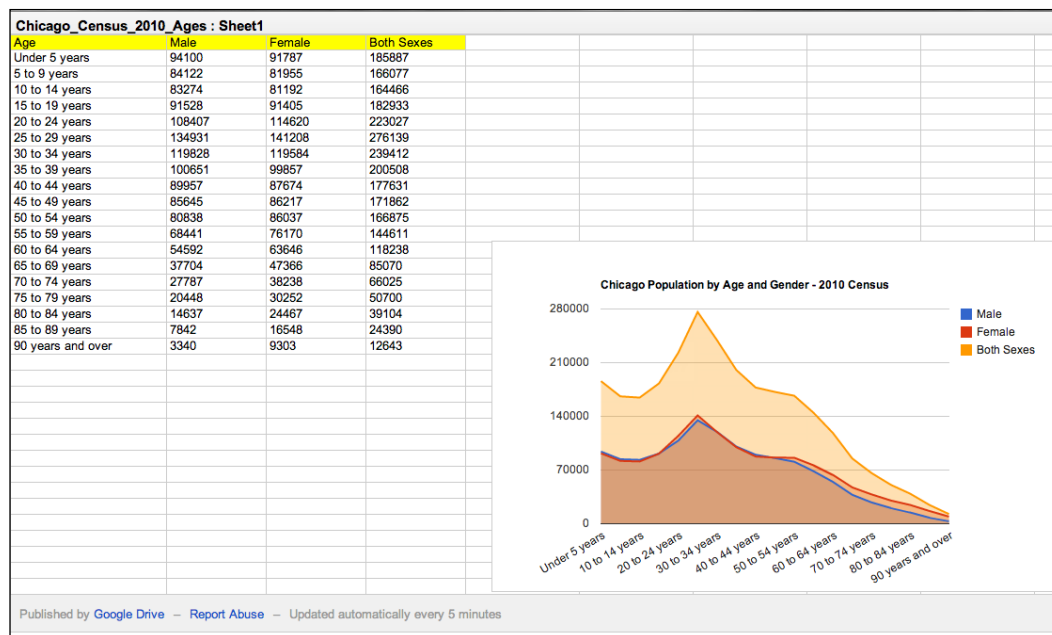 Chicago_Census_2010_Ages : Sheet1
Age Male Female Both Sexes
Under 5 years 94100 91787 185887
5 to 9 years 84122 81955 166077
10 to 14 years 83274 81192 164466
15 to 19 years 91528 91405 182933
20 to 24 years 108407 114620 223027
25 to 29 years 134931 141208 276139
30 to 34 years 119828 119584 239412
35 to 39 years 100651 99857 200508
40 to 44 years 89957 87674 177631
45 to 49 years 85645 86217 171862
50 to 54 years 80838 86037 166875
55 to 59 years 68441 76170 144611
60 to 64 years 54592 63646 118238
65 to 69 years 37704 47366 85070
70 to 74 years 27787 38238 66025
75 to 79 years 20448 30252 50700
80 to 84 years 14637 24467 39104
85 to 89 years 7842 16548 24390
90 years and over 3340 9303 12643
Chicago Population by Age and Gender - 2010 Census
280000
210000
140000
70000
0
Under 5 years
10 to 14 years
20 to 24 years
30 to 34 years
40 to 44 years
50 to 54 years
60 to 64 years
70 to 74 years
80 to 84 years
90 years and over
Male
Female
Both Sexes
Published by Google Drive – Report Abuse – Updated automatically every 5 minutes